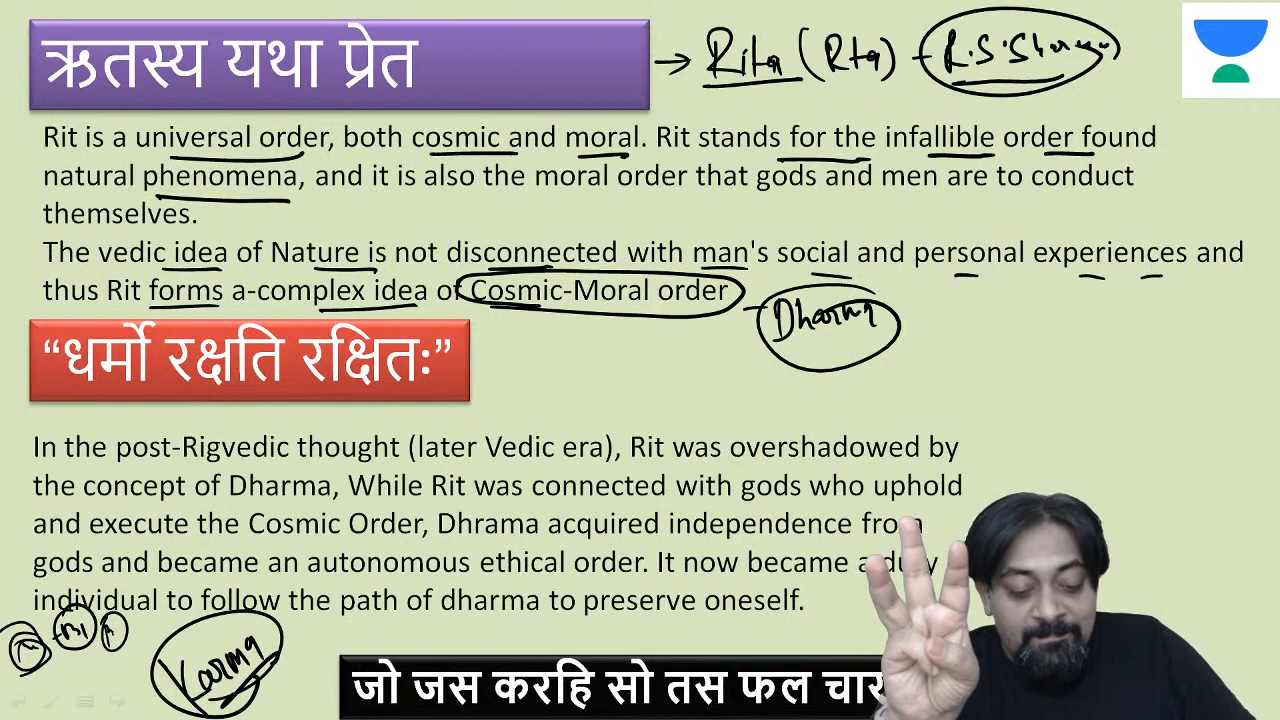 ऋतस्य यथा प्रेत
→ Rita (Rta) - R.S. Sharma
Rit is a universal order, both cosmic and moral. Rit stands for the infallible order found
natural phenomena, and it is also the moral order that gods and men are to conduct
themselves.
The vedic idea of Nature is not disconnected with man's social and personal experiences and
thus Rit forms a-complex idea of Cosmic-Moral order
Dharma
“धर्मो रक्षति रक्षितः”
In the post-Rigvedic thought (later Vedic era), Rit was overshadowed by
the concept of Dharma, While Rit was connected with gods who uphold
and execute the Cosmic Order, Dhrama acquired independence from
gods and became an autonomous ethical order. It now became a duty
individual to follow the path of dharma to preserve oneself.
Karma
जो जस करहि सो तस फल